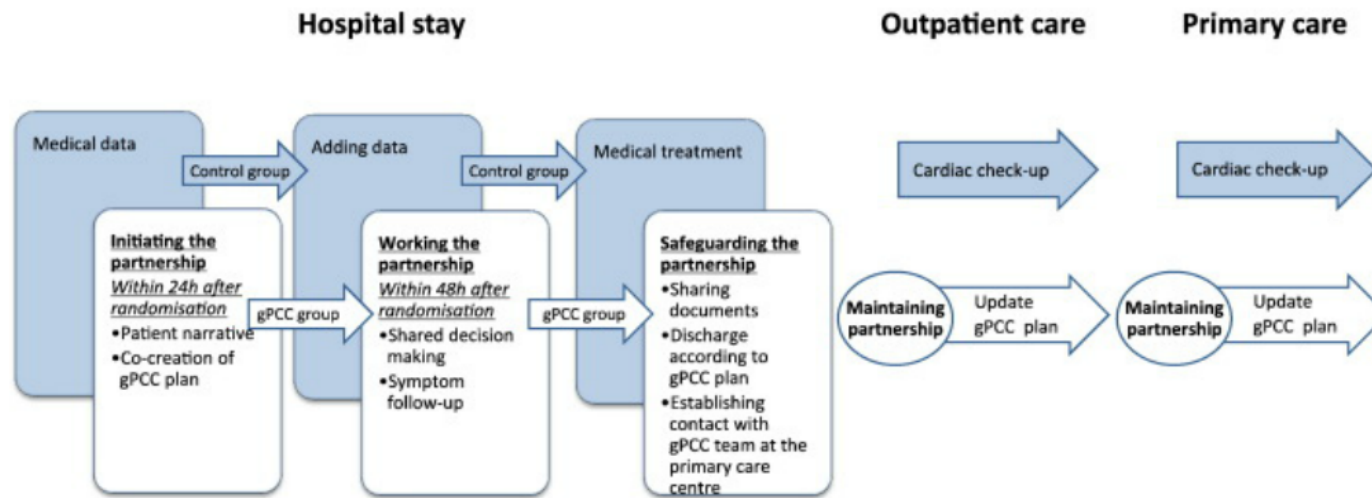 Hospital stay
Outpatient care
Primary care
Medical data
Control group
Adding data
Control group
Medical treatment
Cardiac check-up
Cardiac check-up
Initiating the
partnership
Within 24h after
randomisation
•Patient narrative
•Co-creation of
gPCC plan
gPCC group
Working the
partnership
Within 48h after
randomisation
•Shared decision
making
•Symptom
follow-up
gPCC group
Safeguarding the
partnership
•Sharing
documents
•Discharge
according to
gPCC plan
•Establishing
contact with
gPCC team at the
primary care
centre
Maintaining
partnership
Update
gPCC plan
Maintaining
partnership
Update
gPCC plan